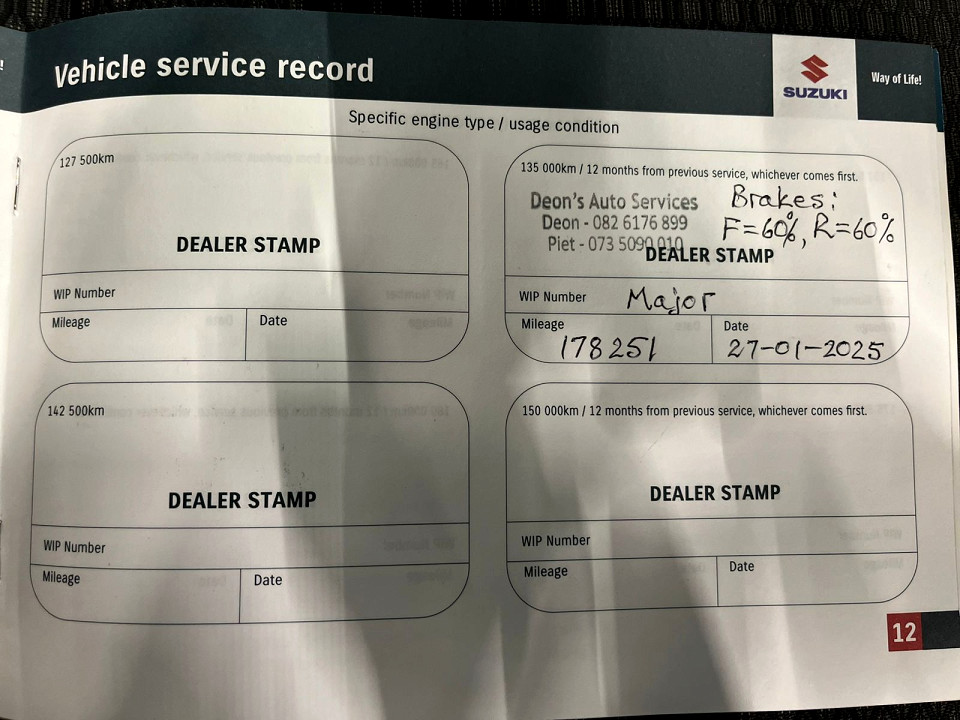 Vehicle service record
SUZUKI
Way of Life!
Specific engine type / usage condition
127 500km
DEALER STAMP
WIP Number
Mileage
Date
135 000km / 12 months from previous service, whichever comes first.
Deon's Auto Services
Deon - 082 6176 899
Piet - 073 5090 010
Brakes:
F=60%, R=60%
DEALER STAMP
WIP Number Major
Mileage
178251
Date
27-01-2025
142 500km
DEALER STAMP
WIP Number
Mileage
Date
150 000km / 12 months from previous service, whichever comes first.
DEALER STAMP
WIP Number
Mileage
Date
12